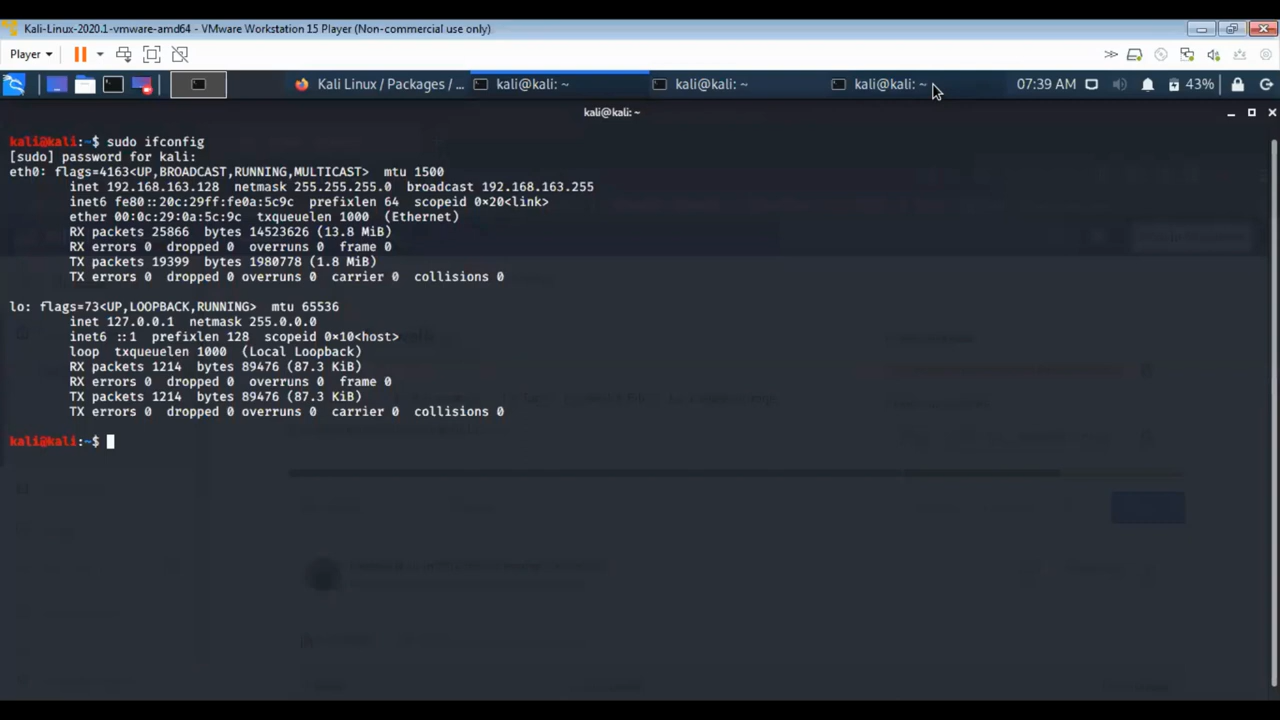 Kali-Linux-2020.1-vmware-amd64 - VMware Workstation 15 Player (Non-commercial use only)
Player
Kali Linux / Packages / ...
kali@kali: ~
kali@kali: ~
kali@kali: ~
07:39 AM
43%
kali@kali: ~
kali@kali:~$ sudo ifconfig
[sudo] password for kali:
eth0: flags=4163<UP,BROADCAST,RUNNING,MULTICAST>  mtu 1500
inet 192.168.163.128  netmask 255.255.255.0  broadcast 192.168.163.255
inet6 fe80::20c:29ff:fe0a:5c9c  prefixlen 64  scopeid 0×20<link>
ether 00:0c:29:0a:5c:9c  txqueuelen 1000  (Ethernet)
RX packets 25866  bytes 14523626 (13.8 MiB)
RX errors 0  dropped 0  overruns 0  frame 0
TX packets 19399  bytes 1980778 (1.8 MiB)
TX errors 0  dropped 0 overruns 0  carrier 0  collisions 0
lo: flags=73<UP,LOOPBACK,RUNNING>  mtu 65536
inet 127.0.0.1  netmask 255.0.0.0
inet6 ::1  prefixlen 128  scopeid 0×10<host>
loop  txqueuelen 1000  (Local Loopback)
RX packets 1214  bytes 89476 (87.3 KiB)
RX errors 0  dropped 0  overruns 0  frame 0
TX packets 1214  bytes 89476 (87.3 KiB)
TX errors 0  dropped 0 overruns 0  carrier 0  collisions 0
kali@kali:~$